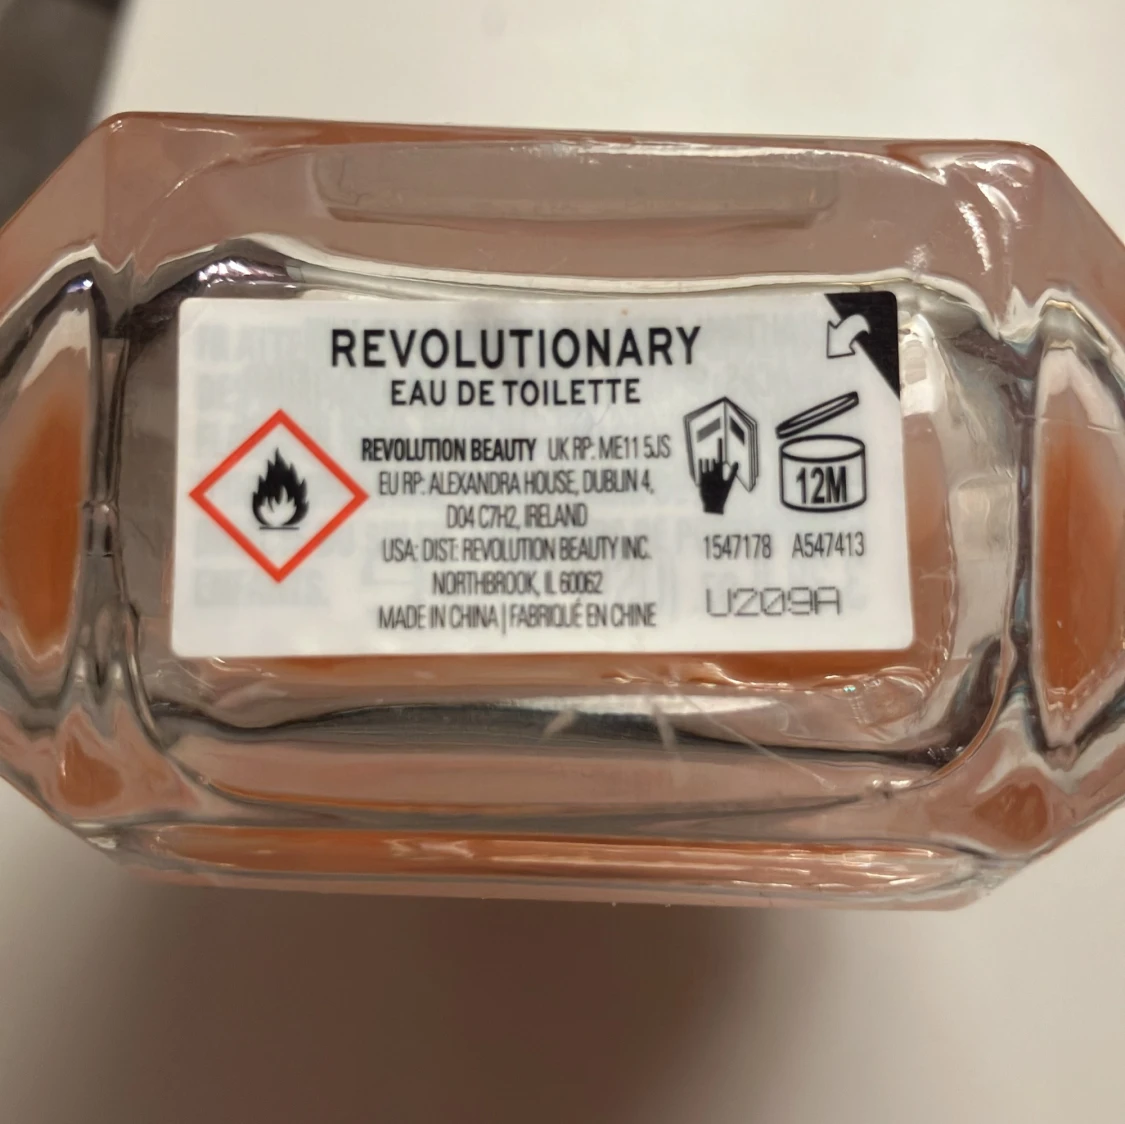 REVOLUTIONARY
EAU DE TOILETTE
REVOLUTION BEAUTY UK RP: ME11 5JS
EU RP: ALEXANDRA HOUSE, DUBLIN 4,
D04 C7H2, IRELAND
USA: DIST: REVOLUTION BEAUTY INC.
NORTHBROOK, IL 60062
MADE IN CHINA | FABRIQUÉ EN CHINE
12M
1547178 A547413
U209A